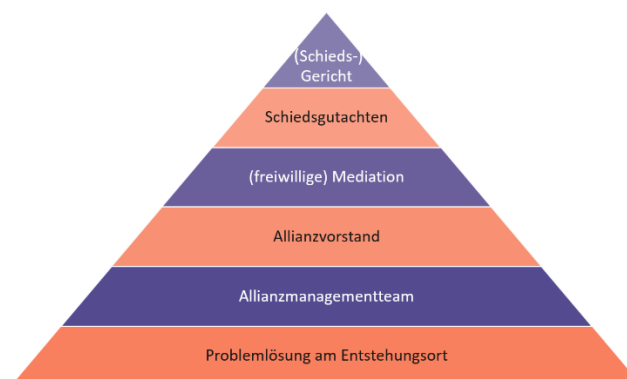 (Schieds-)
Gericht
Schiedsgutachten
(freiwillige) Mediation
Allianzvorstand
Allianzmanagementteam
Problemlösung am Entstehungsort